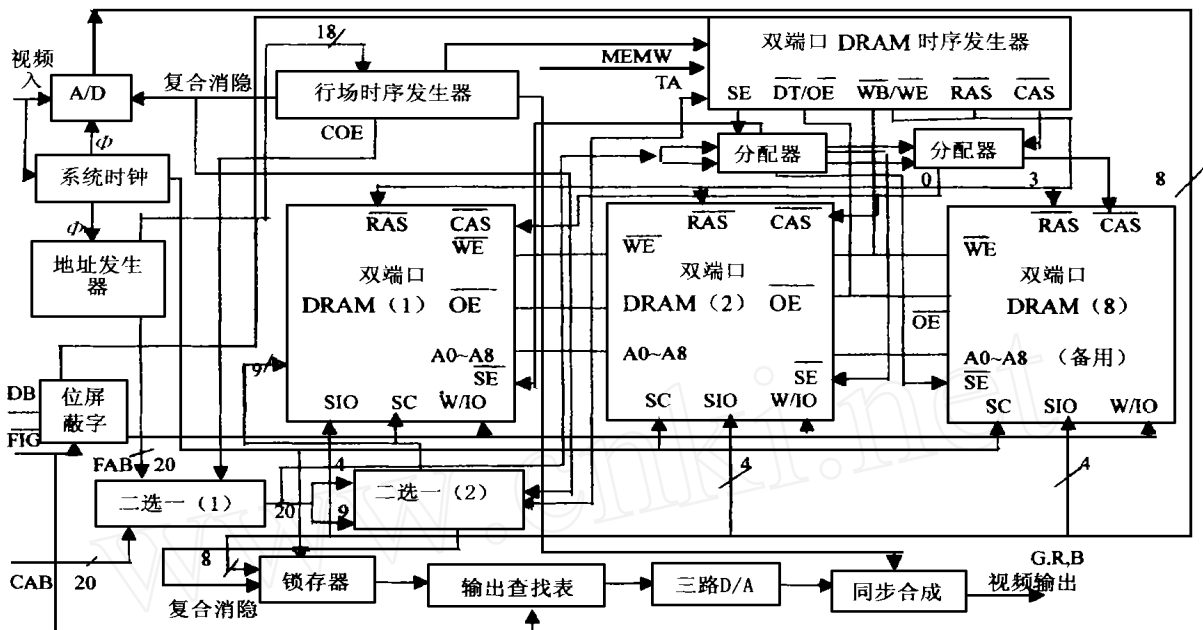 18
双端口 DRAM 时序发生器
视频
入
A/D
复合消隐
行场时序发生器
MEMW
TA
SE DT/OE WB/WE RAS CAS
COE
Φ
分配器
分配器
系统时钟
0
3
8
Φ
RAS CAS
WE
RAS CAS
WE
RAS CAS
WE
地址发生
器
双端口
DRAM（1） OE
双端口
DRAM（2） OE
双端口
DRAM（8）
OE
9
A0~A8
SE
A0~A8
SE
A0~A8
（备用）
SE
DB
位屏
蔽字
FIG
SIO SC W/IO
SC SIO W/IO
SC SIO W/IO
FAB 20
4
4
4
二选一（1）
20
9
二选一（2）
CAB 20
8
锁存器
输出查找表
三路D/A
同步合成
G.R,B
视频输出
复合消隐
www.cnki.net